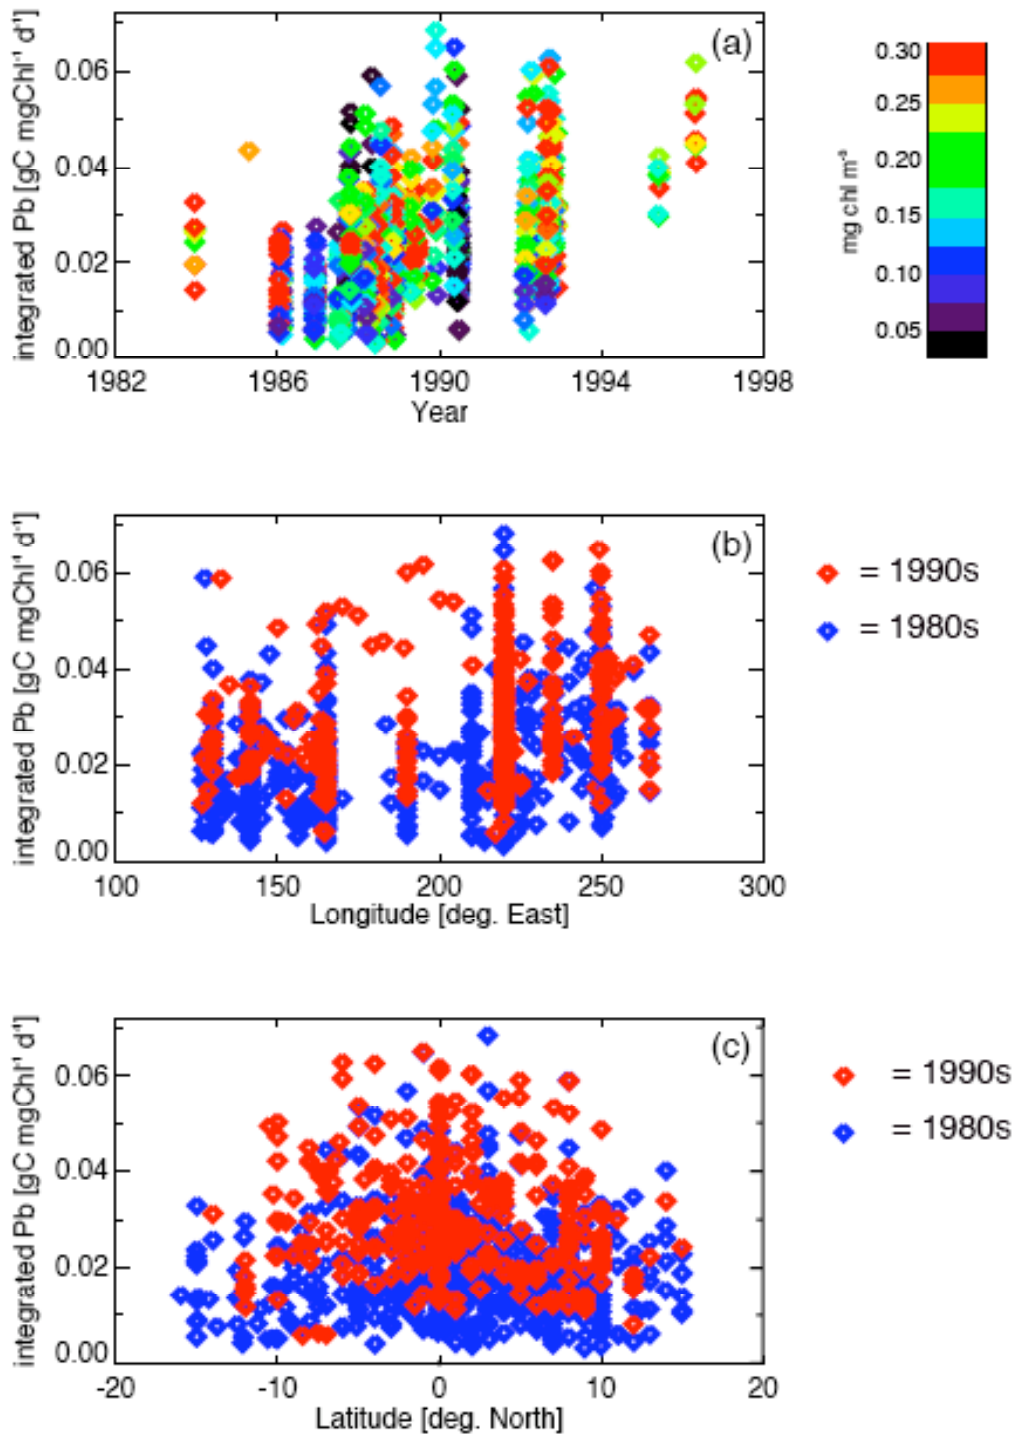 (a)
integrated Pb [gC mgChl⁻¹ d⁻¹]
0.06
0.04
0.02
0.00
1982 1986 1990 1994 1998
Year
0.30
0.25
0.20
0.15
0.10
0.05
mg chl m⁻³
(b)
integrated Pb [gC mgChl⁻¹ d⁻¹]
0.06
0.04
0.02
0.00
100 150 200 250 300
Longitude [deg. East]
= 1990s
= 1980s
(c)
integrated Pb [gC mgChl⁻¹ d⁻¹]
0.06
0.04
0.02
0.00
-20 -10 0 10 20
Latitude [deg. North]
= 1990s
= 1980s